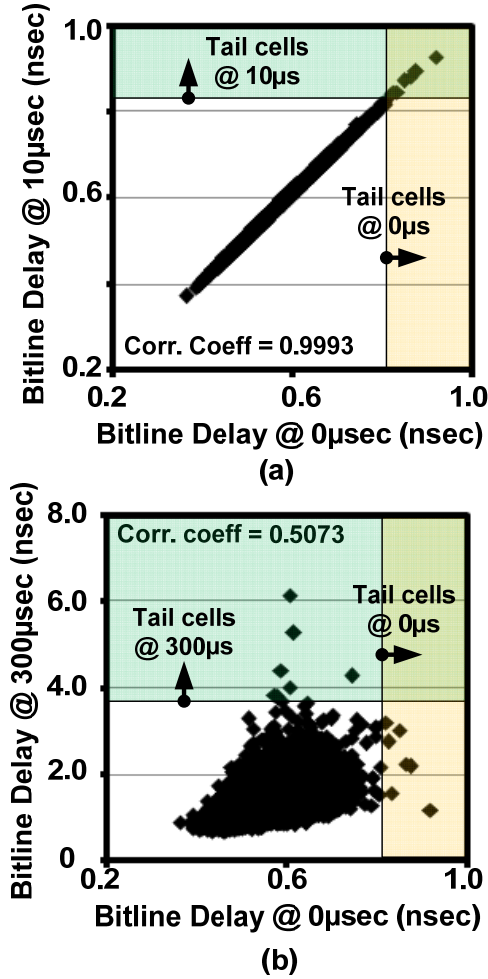 (a)
Bitline Delay @ 10µsec (nsec)
1.0
0.6
0.2
Tail cells
@ 10µs
Tail cells
@ 0µs
Corr. Coeff = 0.9993
0.2
0.6
1.0
Bitline Delay @ 0µsec (nsec)
(a)
Bitline Delay @ 300µsec (nsec)
8.0
6.0
4.0
2.0
0
Corr. coeff = 0.5073
Tail cells
@ 300µs
Tail cells
@ 0µs
0.2
0.6
1.0
Bitline Delay @ 0µsec (nsec)
(b)